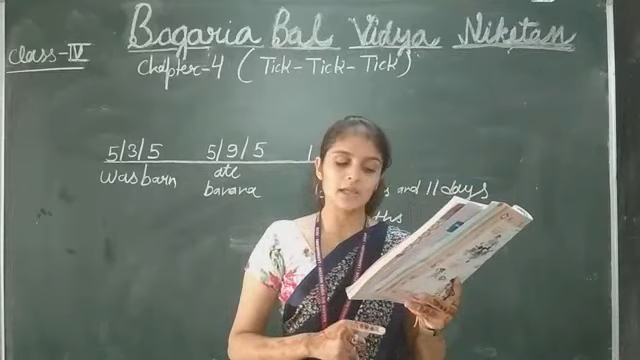 Bagaria Bal Vidya Niketan
Class-IV
Chapter-4 (Tick-Tick-Tick)
5/3/5 5/9/5
was barn ate
banana
and 11 days